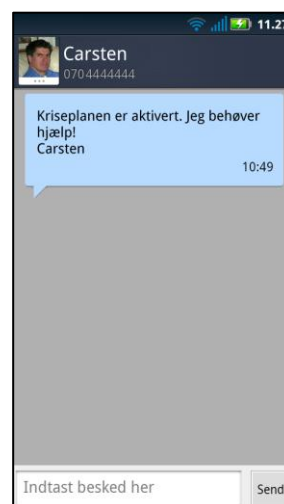 11.27
Carsten
0704444444
Kriseplanen er aktivert. Jeg behøver
hjælp!
Carsten
10:49
Indtast besked her
Send